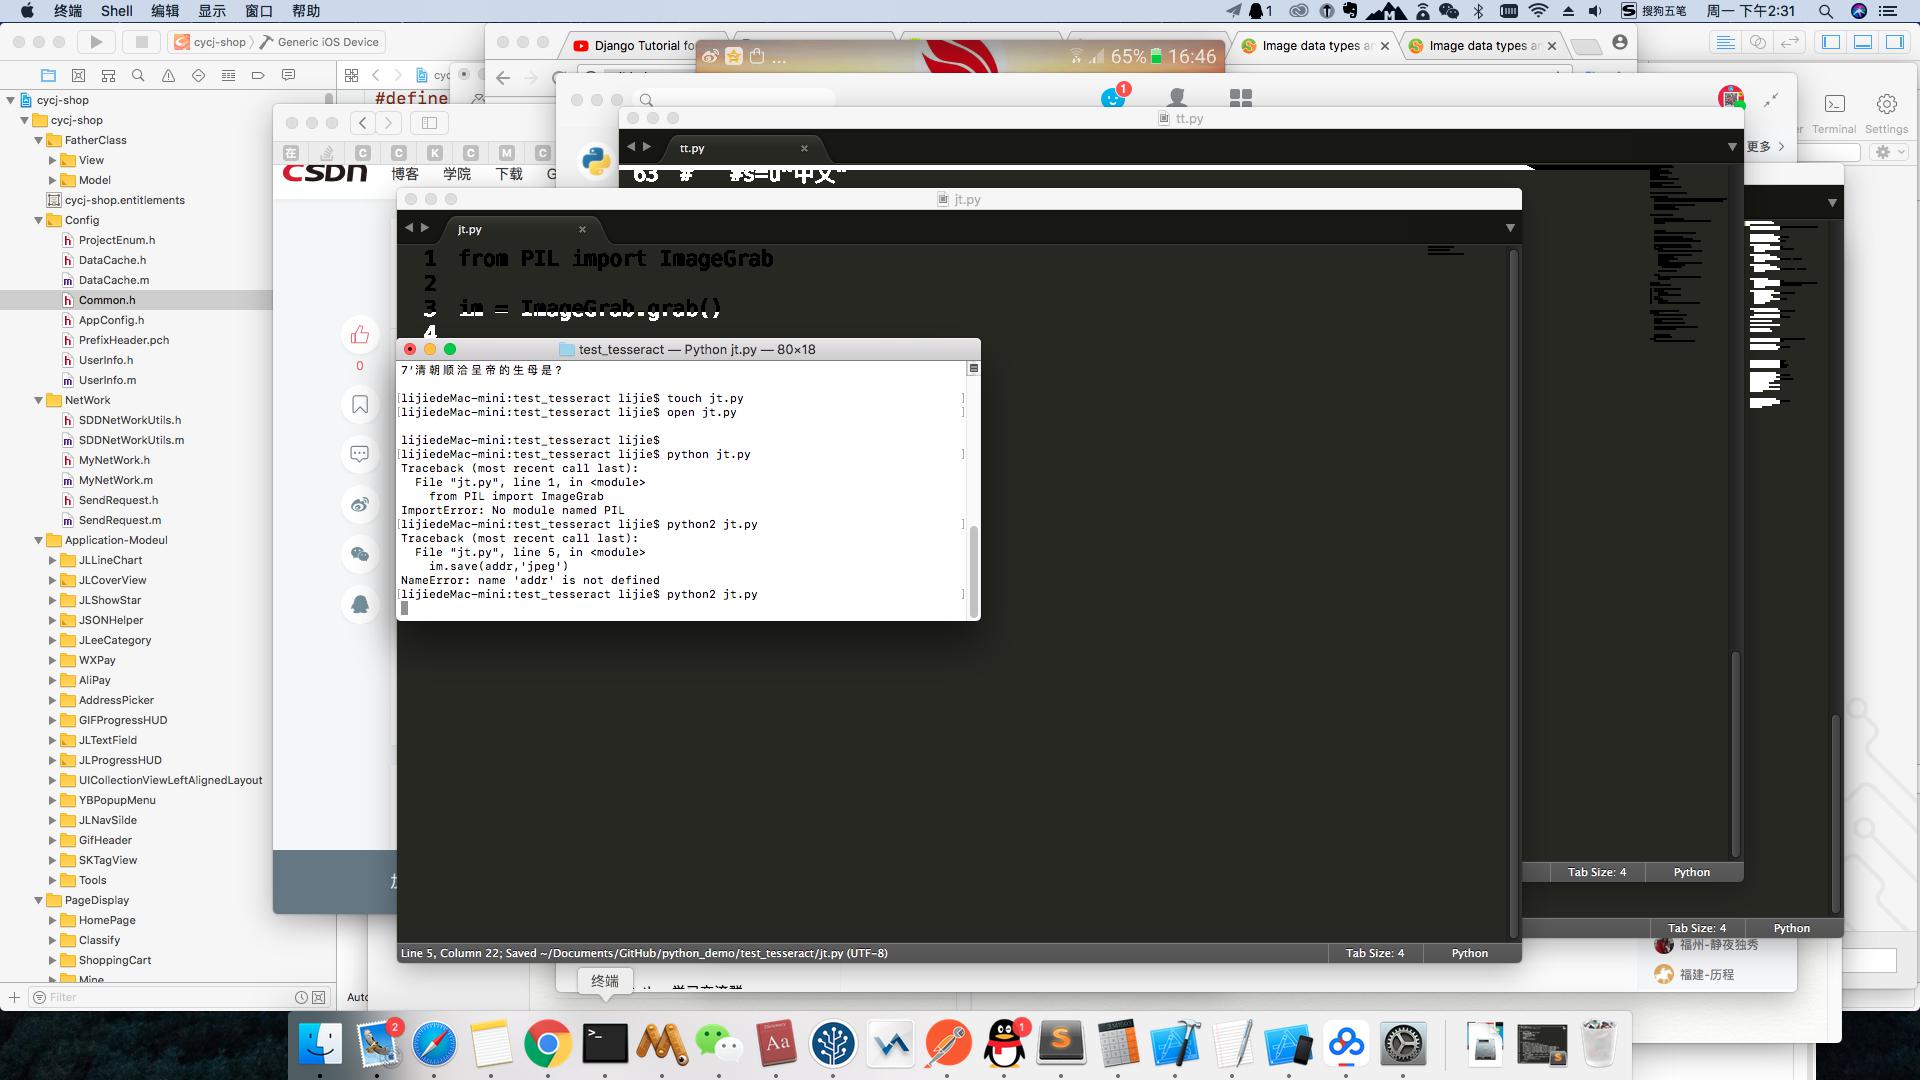 终端 Shell 编辑 显示 窗口 帮助 1 搜狗五笔 周一 下午2:31
cycj-shop Generic iOS Device
Django Tutorial fo
65% 16:46
Image data types a
Image data types a
#define
tt.py
1
Terminal Settings
更多
tt.py
63 # #s=u"中文"
CSDN 博客 学院 下载
在 C C K C M C
jt.py
jt.py
1 from PIL import ImageGrab
2
3 im = ImageGrab.grab()
4
0
test_tesseract — Python jt.py — 80×18
7'清朝顺治呈帝的生母是?
[lijiedeMac-mini:test_tesseract lijie$ touch jt.py ]
[lijiedeMac-mini:test_tesseract lijie$ open jt.py ]
lijiedeMac-mini:test_tesseract lijie$
[lijiedeMac-mini:test_tesseract lijie$ python jt.py ]
Traceback (most recent call last):
File "jt.py", line 1, in <module>
from PIL import ImageGrab
ImportError: No module named PIL
[lijiedeMac-mini:test_tesseract lijie$ python2 jt.py ]
Traceback (most recent call last):
File "jt.py", line 5, in <module>
im.save(addr,'jpeg')
NameError: name 'addr' is not defined
[lijiedeMac-mini:test_tesseract lijie$ python2 jt.py ]
cycj-shop
cycj-shop
FatherClass
View
Model
cycj-shop.entitlements
Config
ProjectEnum.h
DataCache.h
DataCache.m
Common.h
AppConfig.h
PrefixHeader.pch
UserInfo.h
UserInfo.m
NetWork
SDDNetWorkUtils.h
SDDNetWorkUtils.m
MyNetWork.h
MyNetWork.m
SendRequest.h
SendRequest.m
Application-Modeul
JLLineChart
JLCoverView
JLShowStar
JSONHelper
JLeeCategory
WXPay
AliPay
AddressPicker
GIFProgressHUD
JLTextField
JLProgressHUD
UICollectionViewLeftAlignedLayout
YBPopupMenu
JLNavSilde
GifHeader
SKTagView
Tools
PageDisplay
HomePage
Classify
ShoppingCart
Mine
Filter
Line 5, Column 22; Saved ~/Documents/GitHub/python_demo/test_tesseract/jt.py (UTF-8) Tab Size: 4 Python
Tab Size: 4 Python
Tab Size: 4 Python
福州-静夜独秀
福建-历程
终端
2
Aa
1